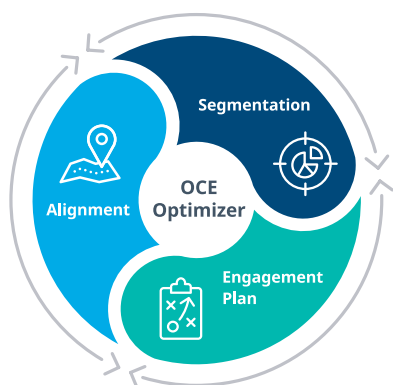 Segmentation
OCE
Optimizer
Alignment
Engagement
Plan